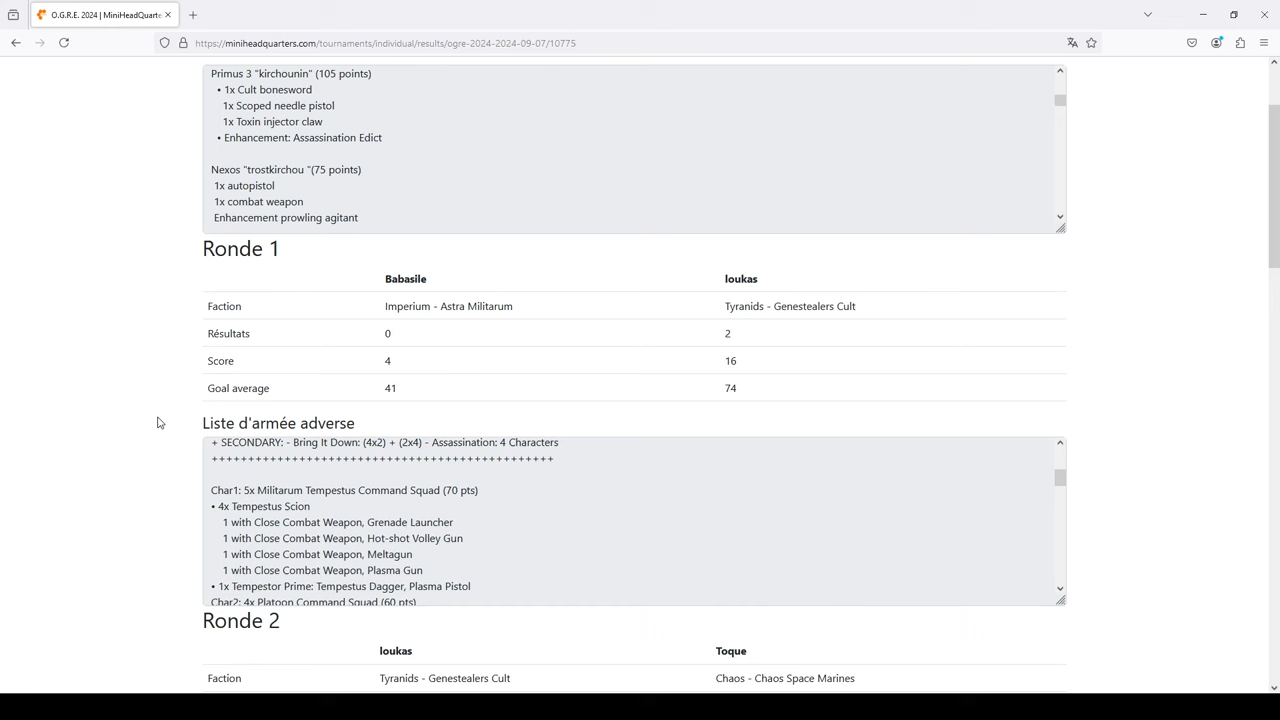 O.G.R.E. 2024 | MiniHeadQuarte
https://miniheadquarters.com/tournaments/individual/results/ogre-2024-2024-09-07/10775
Primus 3 "kirchounin" (105 points)
• 1x Cult bonesword
1x Scoped needle pistol
1x Toxin injector claw
• Enhancement: Assassination Edict
Nexos "trostkirchou "(75 points)
1x autopistol
1x combat weapon
Enhancement prowling agitant
Ronde 1
Babasile loukas
Faction Imperium - Astra Militarum Tyranids - Genestealers Cult
Résultats 0 2
Score 4 16
Goal average 41 74
Liste d'armée adverse
+ SECONDARY: - Bring It Down: (4x2) + (2x4) - Assassination: 4 Characters
+++++++++++++++++++++++++++++++++++++++++++++++
Char1: 5x Militarum Tempestus Command Squad (70 pts)
• 4x Tempestus Scion
1 with Close Combat Weapon, Grenade Launcher
1 with Close Combat Weapon, Hot-shot Volley Gun
1 with Close Combat Weapon, Meltagun
1 with Close Combat Weapon, Plasma Gun
• 1x Tempestor Prime: Tempestus Dagger, Plasma Pistol
Char2: 4x Platoon Command Squad (60 pts)
Ronde 2
loukas Toque
Faction Tyranids - Genestealers Cult Chaos - Chaos Space Marines